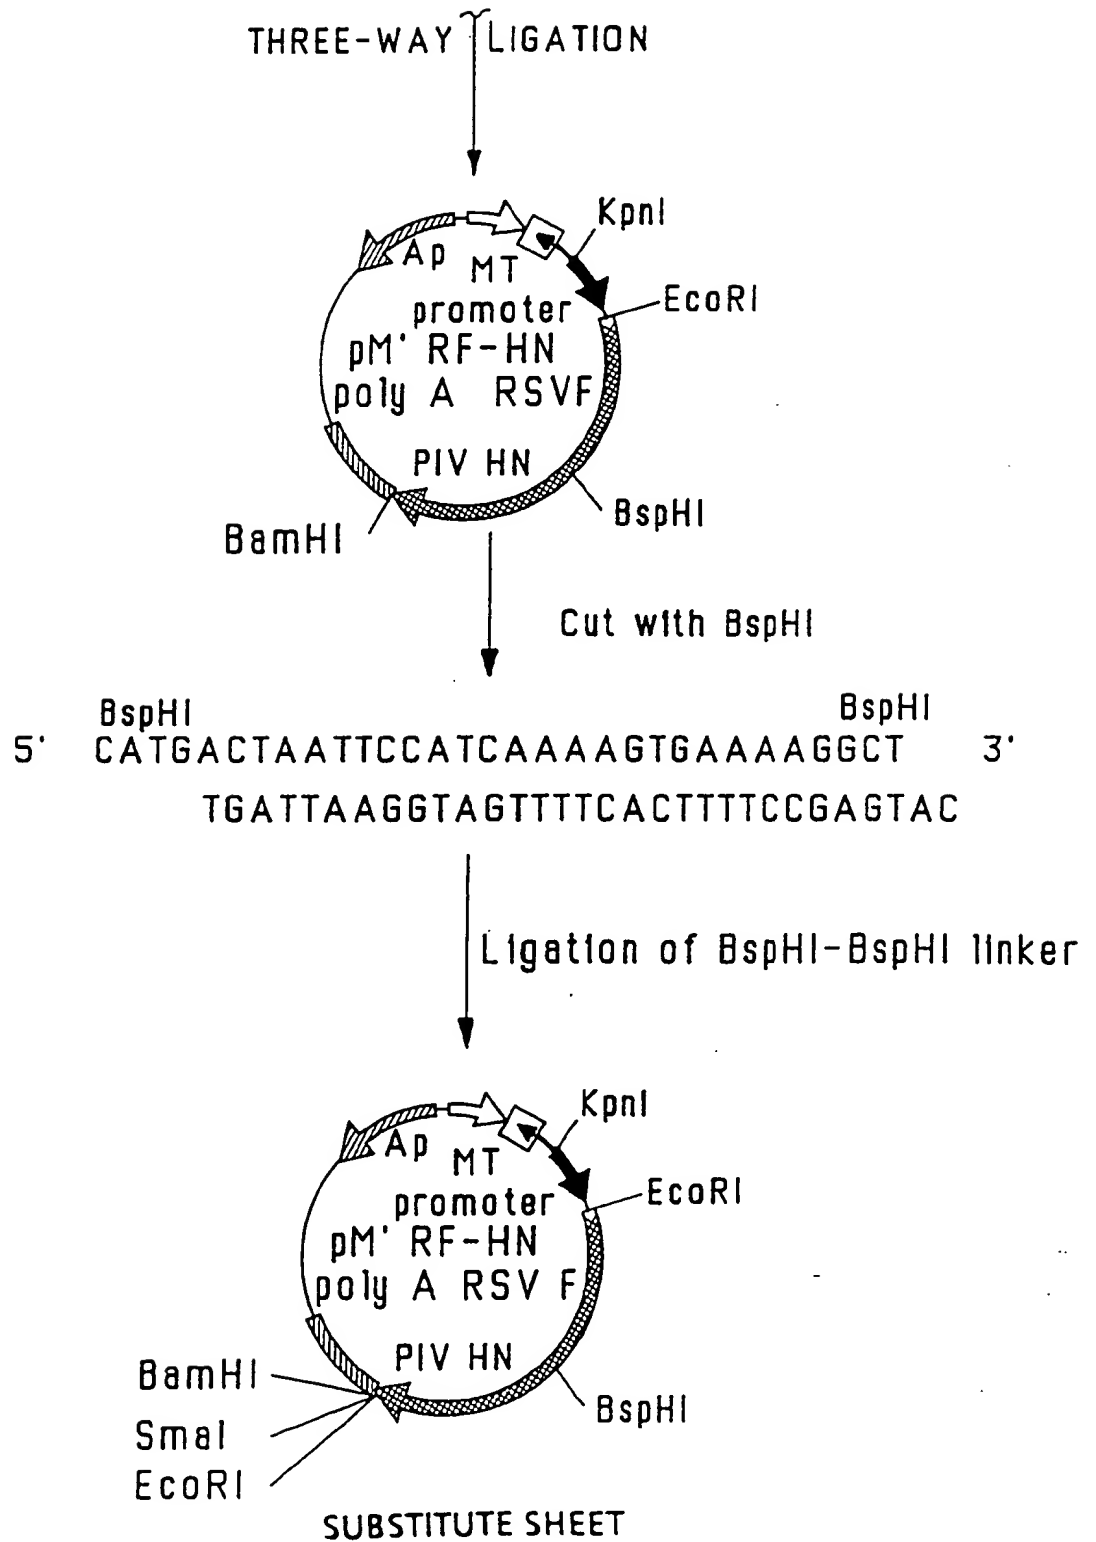 THREE-WAY LIGATION
KpnI
Ap
MT
EcoRI
promoter
pM' RF-HN
poly A RSVF
PIV HN
BspHI
BamHI
Cut with BspHI
BspHI BspHI
5' CATGACTAATTCCATCAAAAGTGAAAAGGCT 3'
TGATTAAGGTAGTTTTCACTTTTCCGAGTAC
Ligation of BspHI-BspHI linker
KpnI
Ap
MT
EcoRI
promoter
pM' RF-HN
poly A RSV F
PIV HN
BamHI
BspHI
SmaI
EcoRI
SUBSTITUTE SHEET